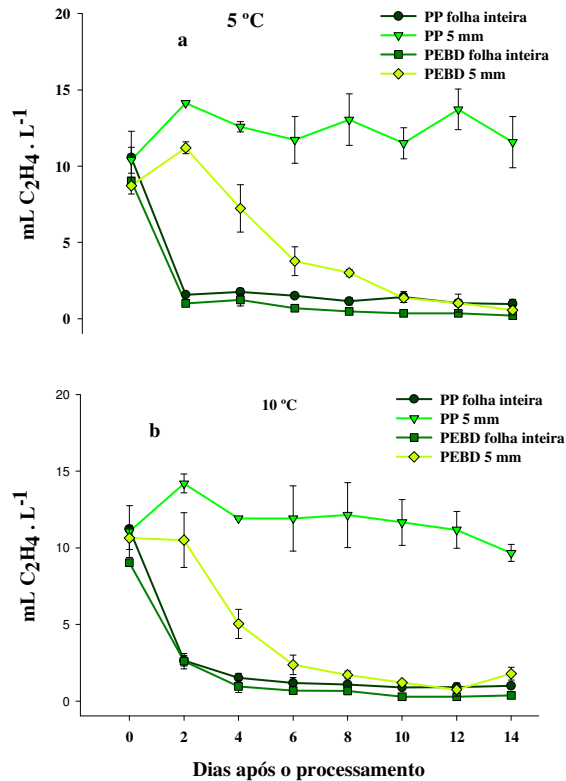 5 ºC
a
PP folha inteira
PP 5 mm
PEBD folha inteira
PEBD 5 mm
20
15
10
5
0
mL C2H4 . L-1
10 ºC
b
PP folha inteira
PP 5 mm
PEBD folha inteira
PEBD 5 mm
20
15
10
5
0
mL C2H4 . L-1
0 2 4 6 8 10 12 14
Dias após o processamento